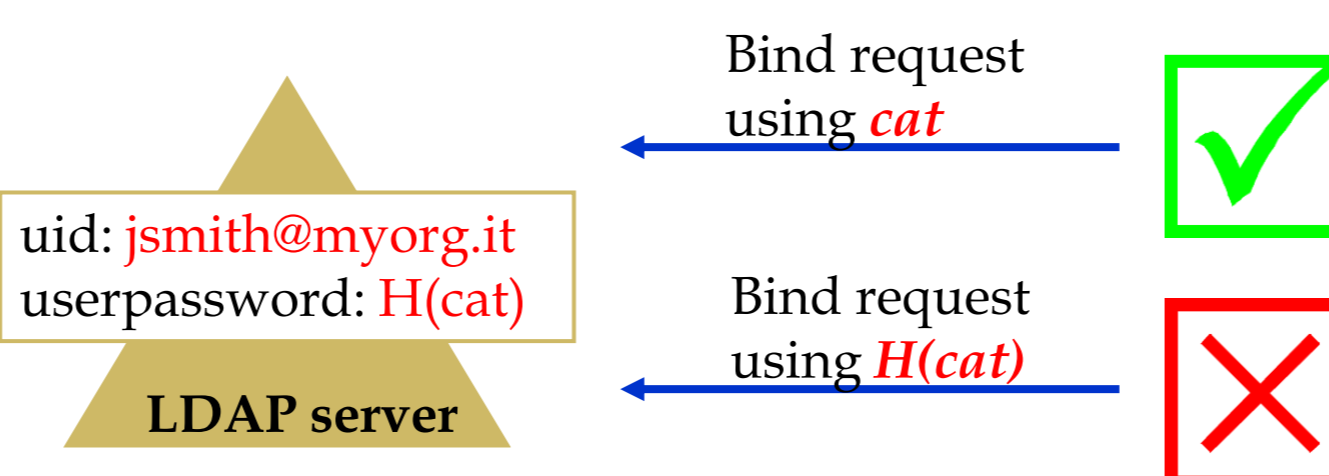 Bind request
using cat
uid: jsmith@myorg.it
userpassword: H(cat)
Bind request
using H(cat)
LDAP server